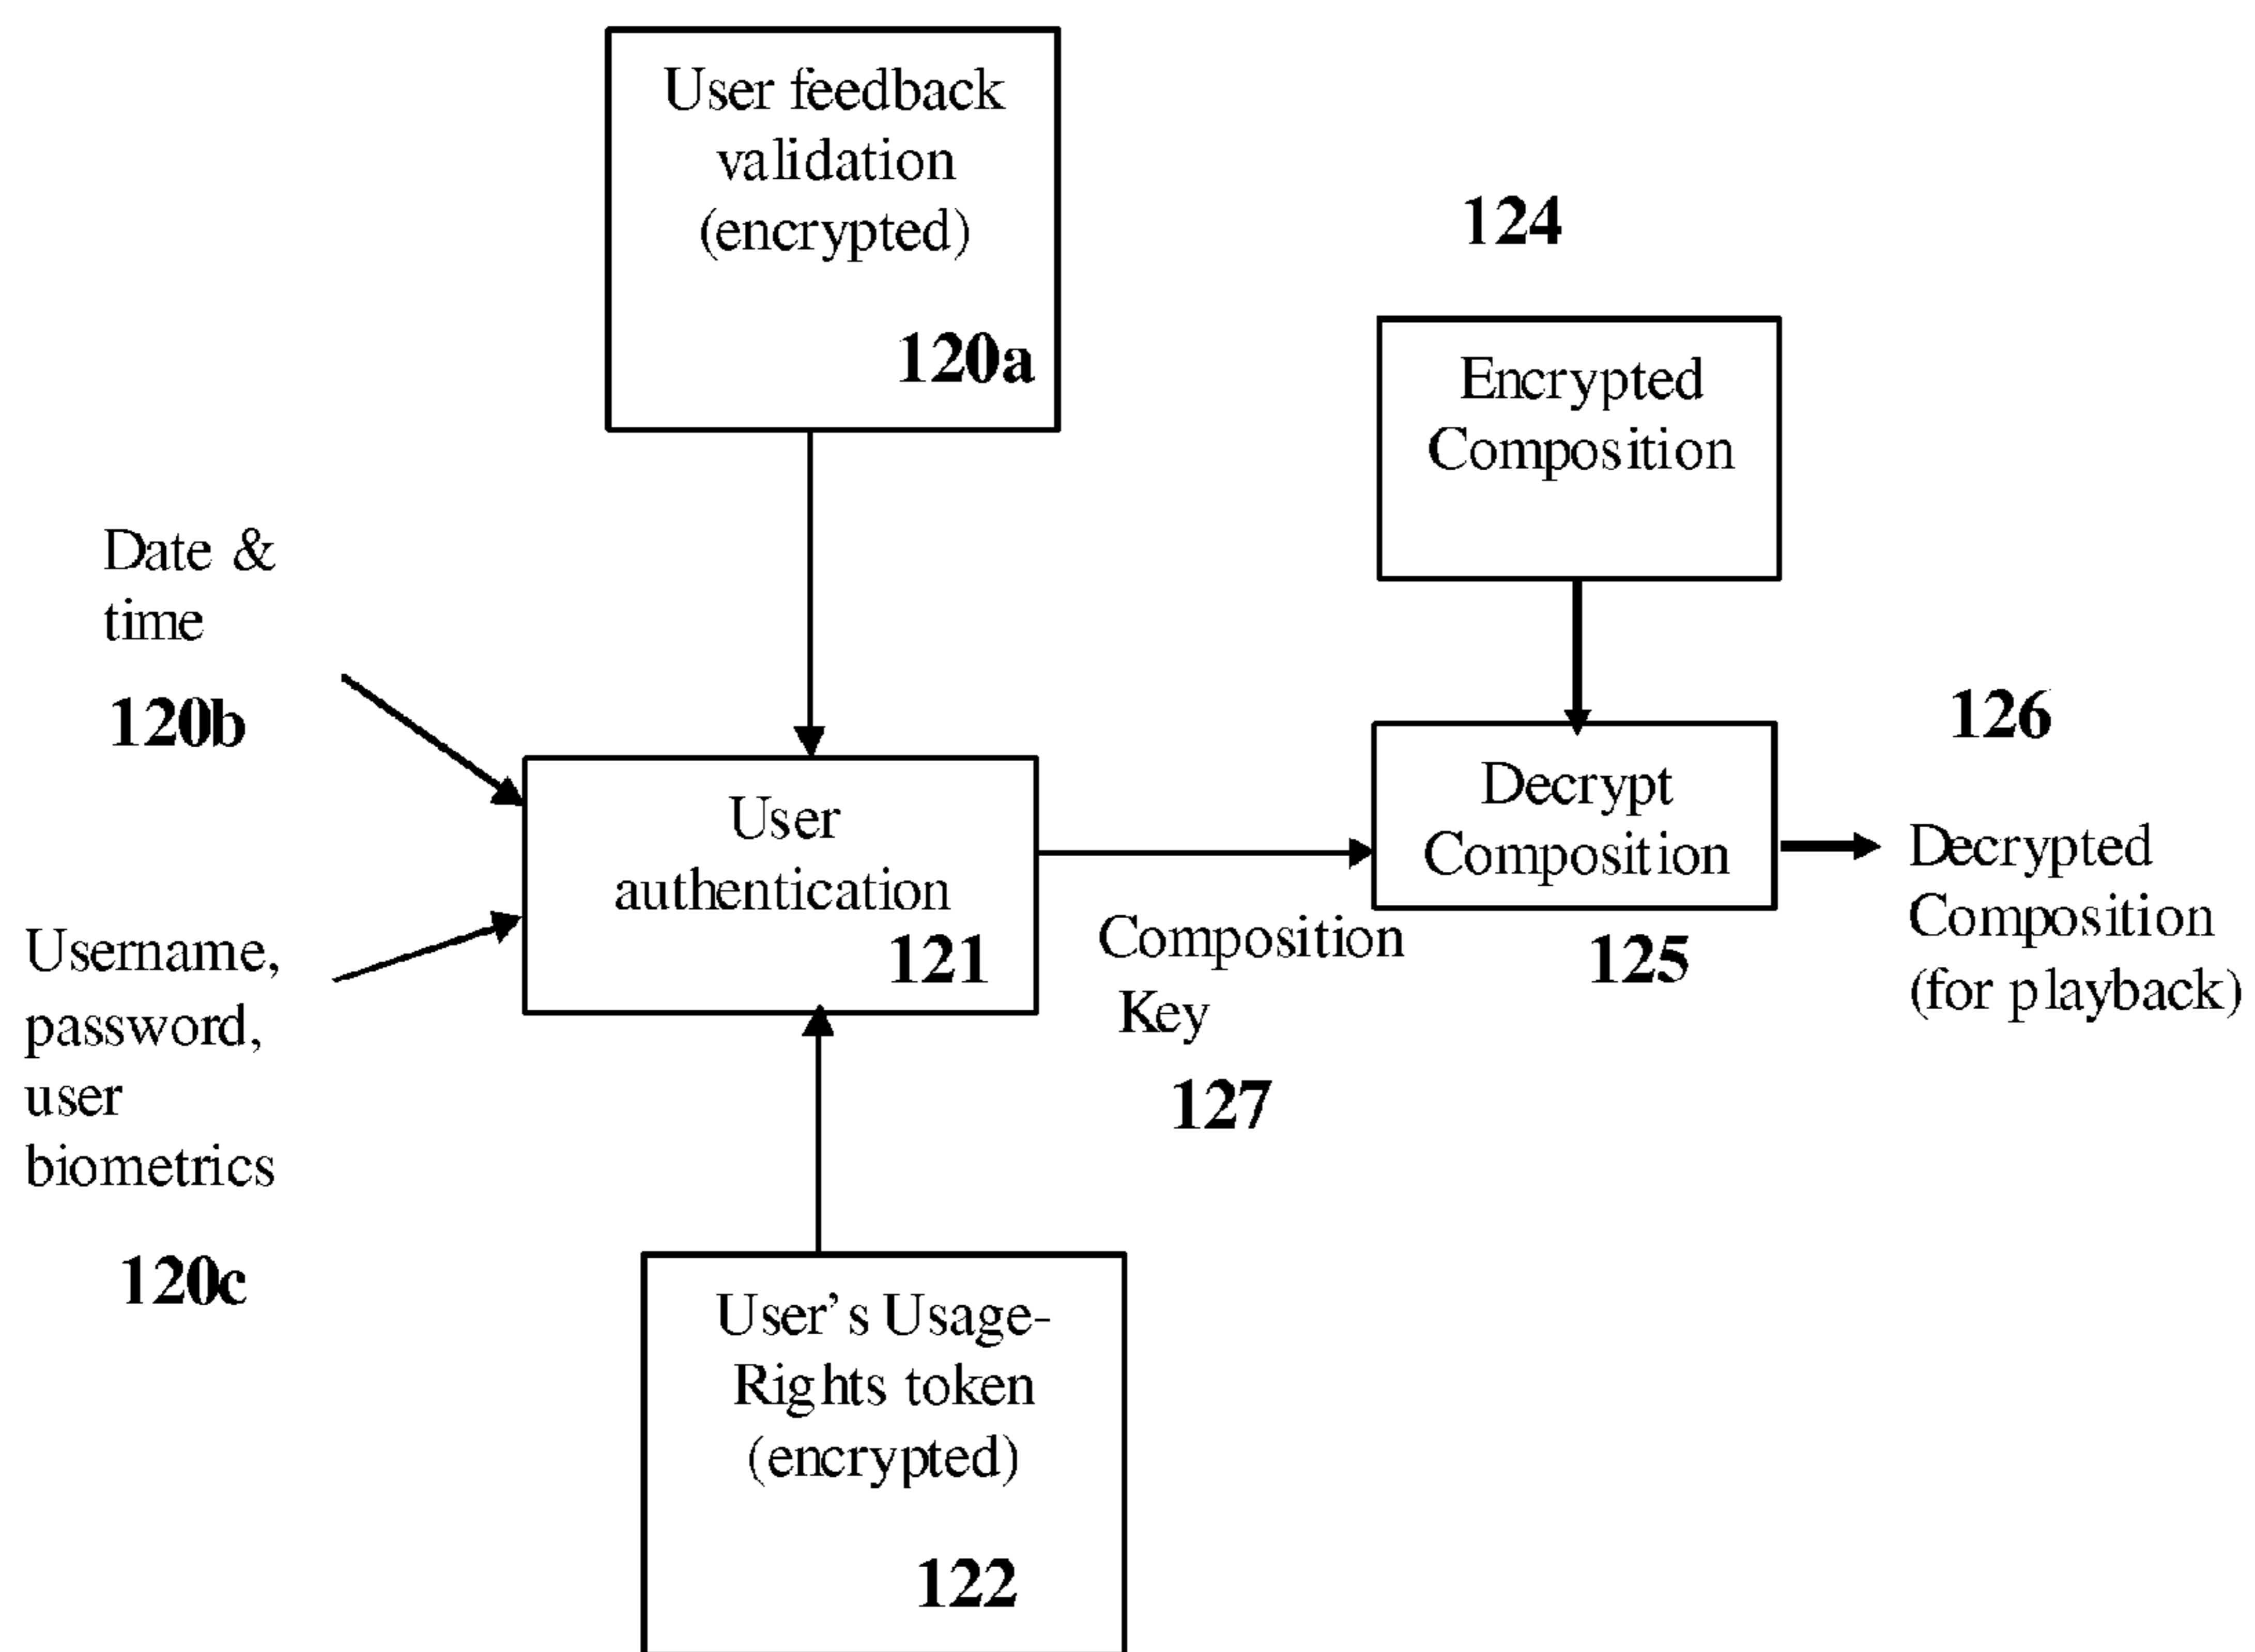 User feedback
validation
(encrypted)
120a
124
Encrypted
Composition
Date &
time
120b
User
authentication
121
Username,
password,
user
biometrics
120c
Composition
Key
127
Decrypt
Composition
125
126
Decrypted
Composition
(for playback)
User’s Usage-
Rights token
(encrypted)
122